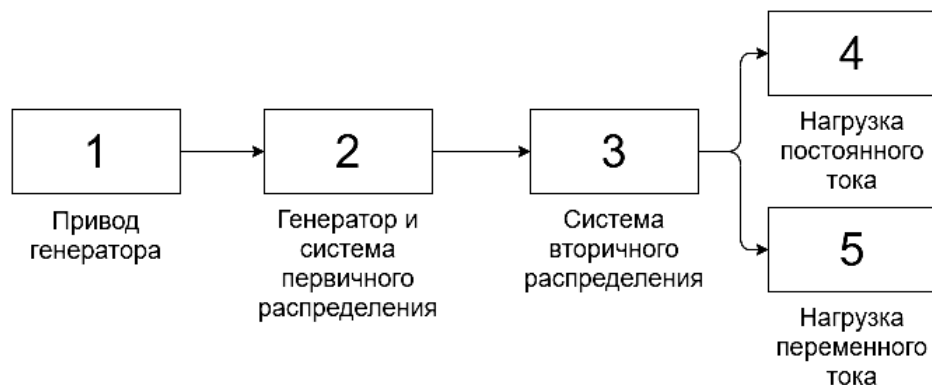 1
Привод
генератора
2
Генератор и
система
первичного
распределения
3
Система
вторичного
распределения
4
Нагрузка
постоянного
тока
5
Нагрузка
переменного
тока